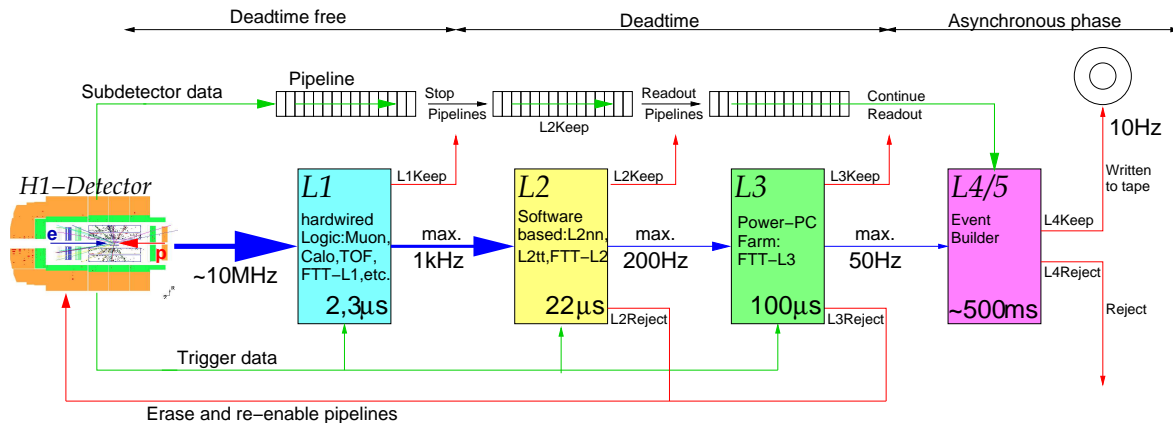 Deadtime free
Deadtime
Asynchronous phase
Pipeline
Subdetector data
Stop
Pipelines
L2Keep
Readout
Pipelines
Continue
Readout
10Hz
H1-Detector
e
p
~10MHz
L1
hardwired
Logic:Muon,
Calo,TOF,
FTT-L1,etc.
2,3μs
L1Keep
max.
1kHz
L2
Software
based:L2nn,
L2tt,FTT-L2
22μs
L2Keep
L2Reject
max.
200Hz
L3
Power-PC
Farm:
FTT-L3
100μs
L3Keep
L3Reject
max.
50Hz
L4/5
Event
Builder
~500ms
L4Keep
Written
to tape
L4Reject
Reject
Trigger data
Erase and re-enable pipelines